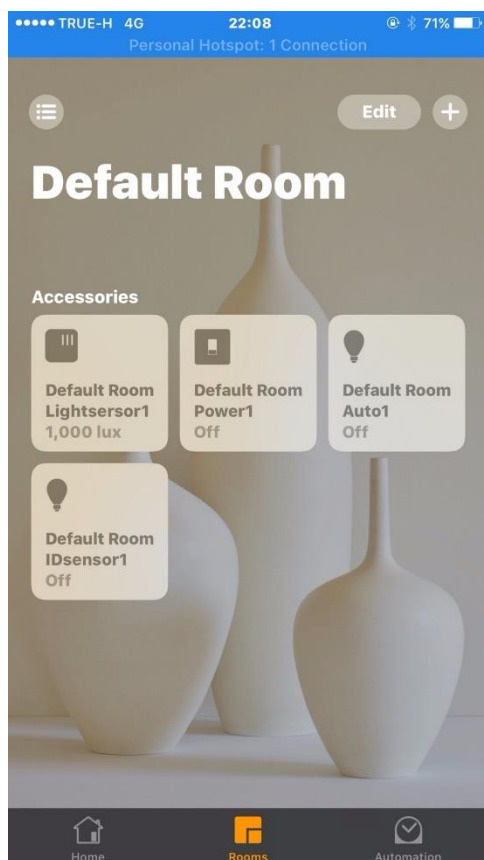 TRUE-H 4G 22:08 71%
Personal Hotspot: 1 Connection
Edit
Default Room
Accessories
Default Room
Lightsersor1
1,000 lux
Default Room
Power1
Off
Default Room
Auto1
Off
Default Room
IDsensor1
Off
Home Rooms Automation